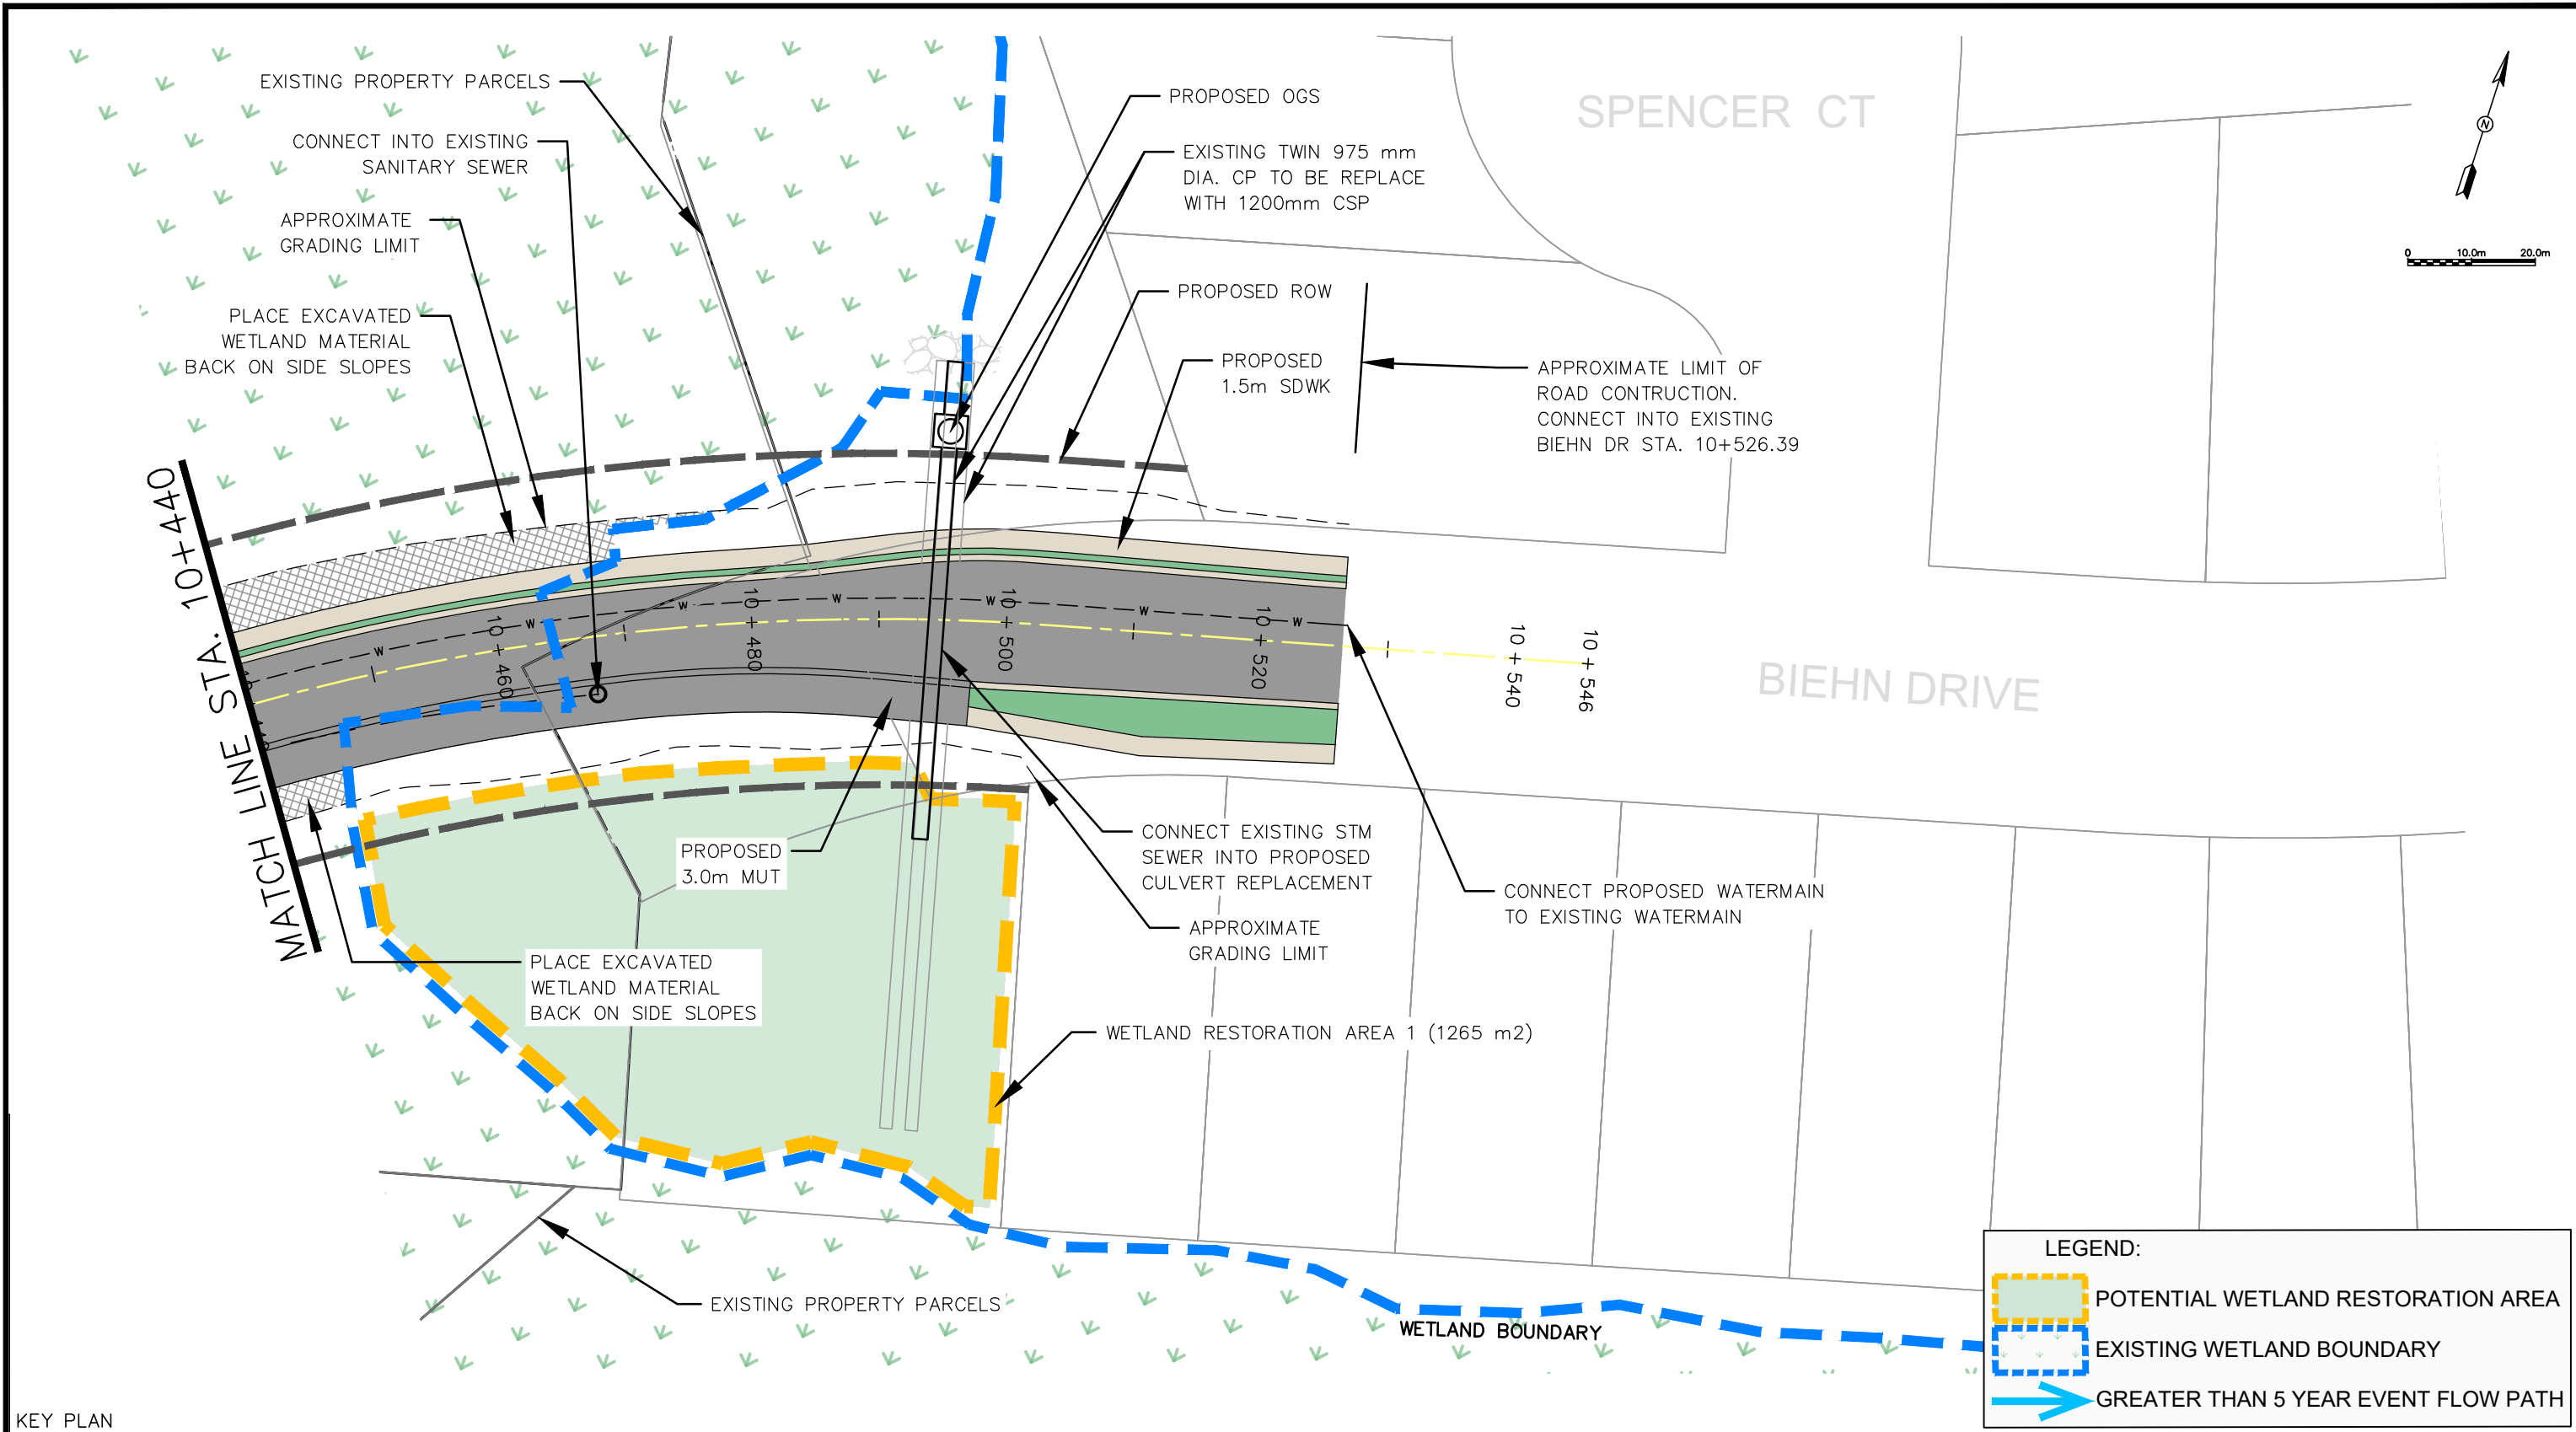 EXISTING PROPERTY PARCELS
CONNECT INTO EXISTING
SANITARY SEWER
APPROXIMATE
GRADING LIMIT
PLACE EXCAVATED
WETLAND MATERIAL
BACK ON SIDE SLOPES
MATCH LINE STA. 10+440
PROPOSED OGS
EXISTING TWIN 975 mm
DIA. CP TO BE REPLACE
WITH 1200mm CSP
PROPOSED ROW
PROPOSED
1.5m SDWK
APPROXIMATE LIMIT OF
ROAD CONTRUCTION.
CONNECT INTO EXISTING
BIEHN DR STA. 10+526.39
SPENCER CT
N
0 10.0m 20.0m
W W W W W W W
10+460
10+480
10+500
10+520
10+540
10+546
BIEHN DRIVE
PROPOSED
3.0m MUT
CONNECT EXISTING STM
SEWER INTO PROPOSED
CULVERT REPLACEMENT
APPROXIMATE
GRADING LIMIT
CONNECT PROPOSED WATERMAIN
TO EXISTING WATERMAIN
PLACE EXCAVATED
WETLAND MATERIAL
BACK ON SIDE SLOPES
WETLAND RESTORATION AREA 1 (1265 m2)
EXISTING PROPERTY PARCELS
WETLAND BOUNDARY
LEGEND:
POTENTIAL WETLAND RESTORATION AREA
EXISTING WETLAND BOUNDARY
GREATER THAN 5 YEAR EVENT FLOW PATH
KEY PLAN